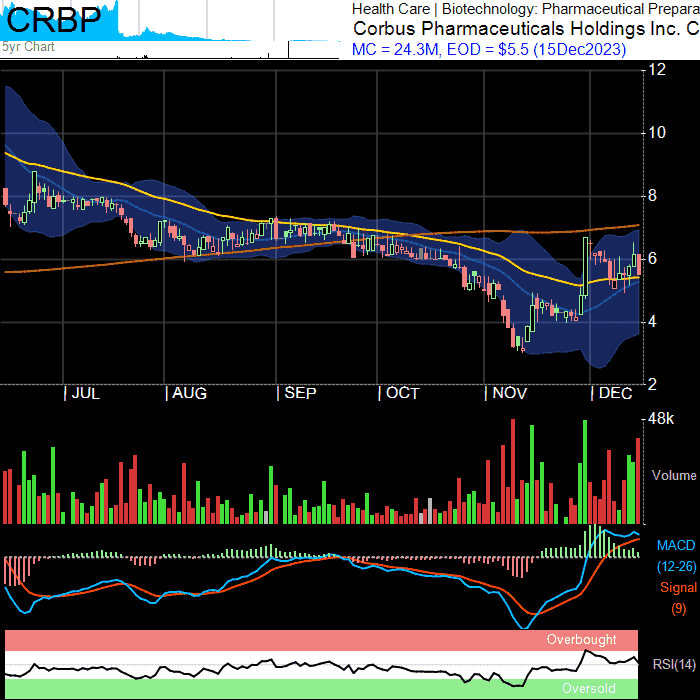 CRBP
5yr Chart
Health Care | Biotechnology: Pharmaceutical Prepara
Corbus Pharmaceuticals Holdings Inc. C
MC = 24.3M, EOD = $5.5 (15Dec2023)
12
10
8
6
4
2
| JUL | AUG | SEP | OCT | NOV | DEC
48k
Volume
MACD
(12-26)
Signal
(9)
Overbought
RSI(14)
Oversold